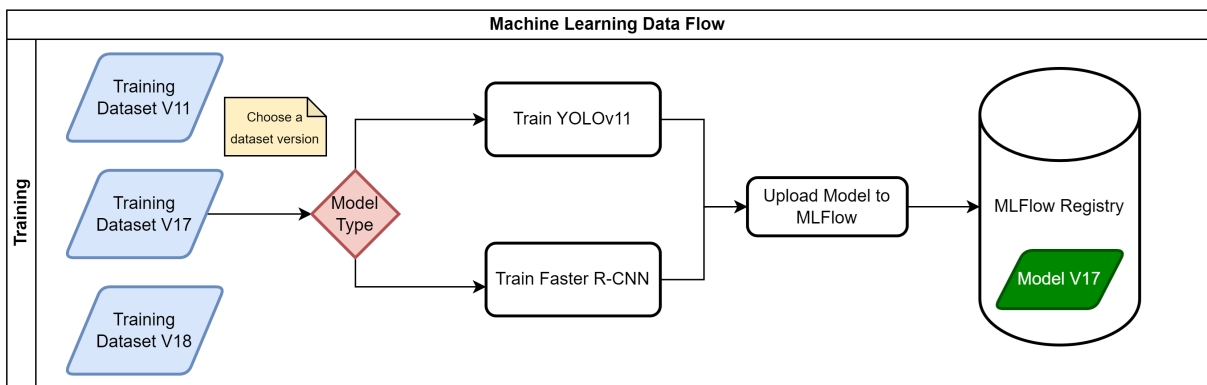 Machine Learning Data Flow
Training
Training
Dataset V11
Choose a
dataset version
Training
Dataset V17
Training
Dataset V18
Model
Type
Train YOLOv11
Train Faster R-CNN
Upload Model to
MLFlow
MLFlow Registry
Model V17